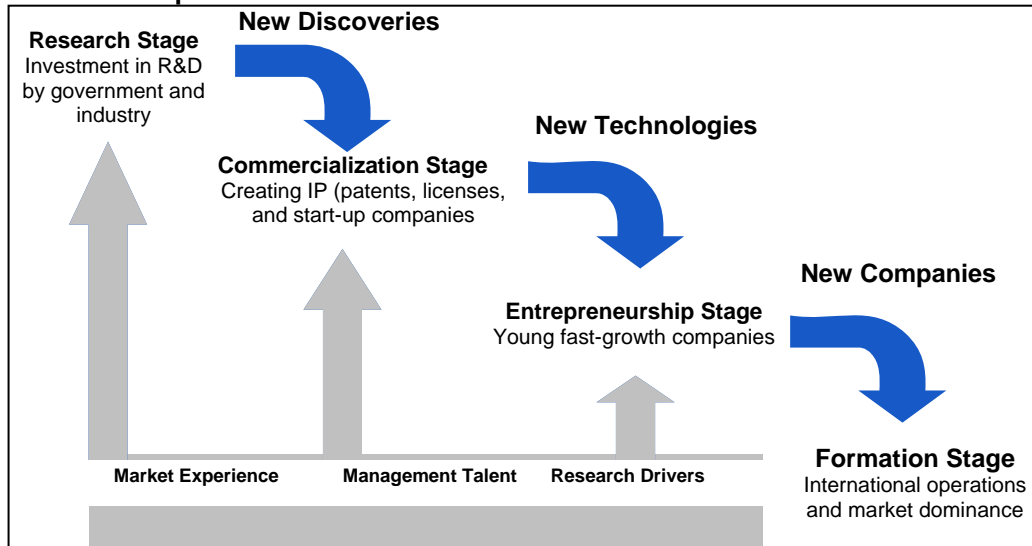 New Discoveries
Research Stage
Investment in R&D
by government and
industry
New Technologies
Commercialization Stage
Creating IP (patents, licenses,
and start-up companies
New Companies
Entrepreneurship Stage
Young fast-growth companies
Formation Stage
International operations
and market dominance
Market Experience
Management Talent
Research Drivers